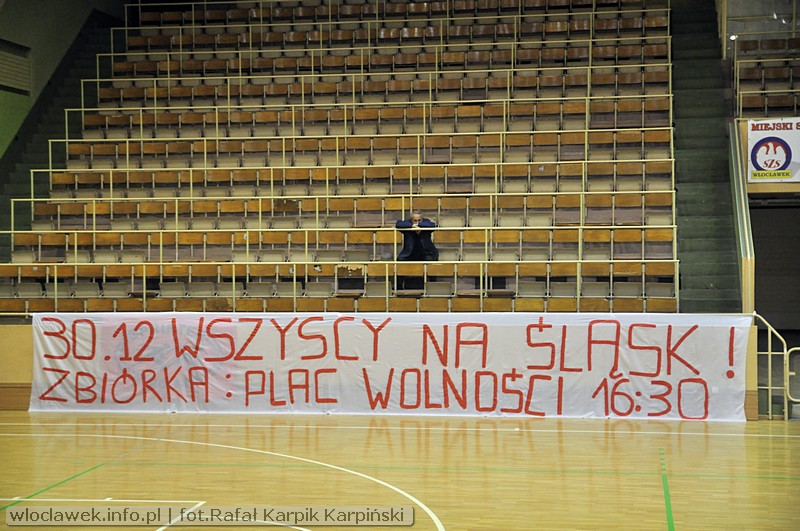 MIEJSKI S
SZS
WŁOCŁAWEK
30.12 WSZYSCY NA ŚLĄSK !
ZBIÓRKA : PLAC WOLNOŚCI 16:30
wloclawek.info.pl | fot.Rafał Karpik Karpiński